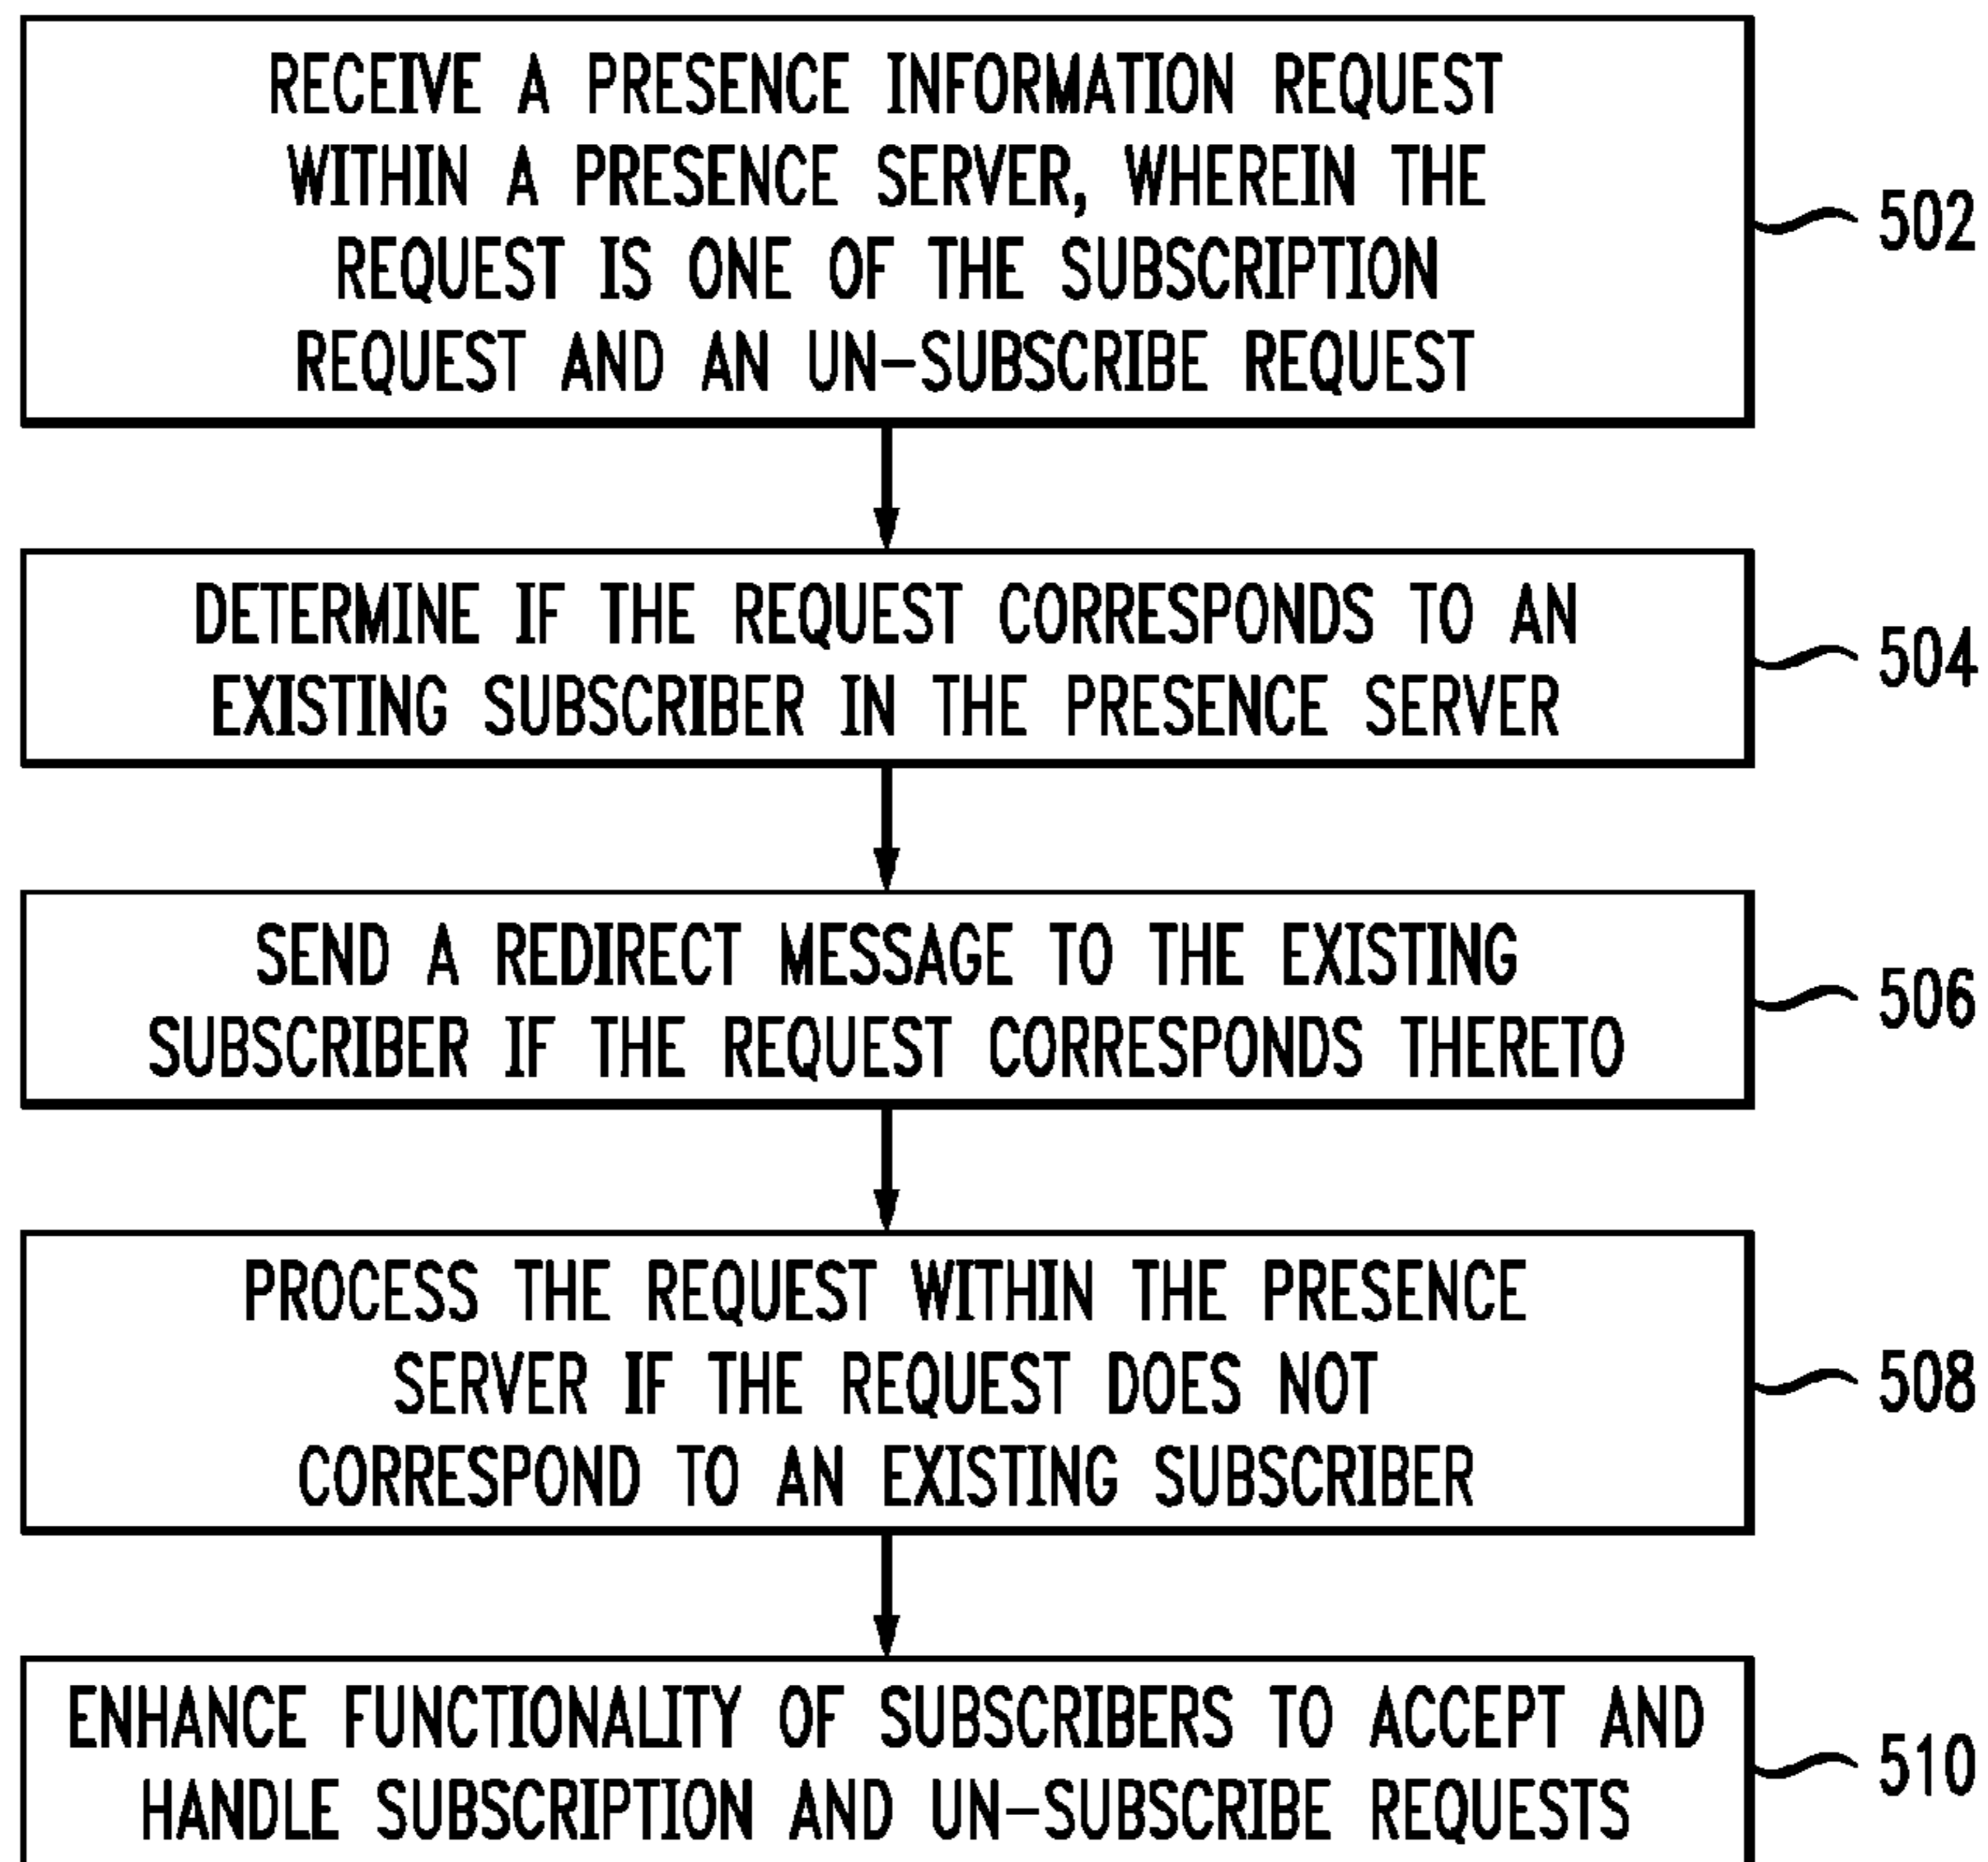 RECEIVE A PRESENCE INFORMATION REQUEST
WITHIN A PRESENCE SERVER, WHEREIN THE
REQUEST IS ONE OF THE SUBSCRIPTION
REQUEST AND AN UN-SUBSCRIBE REQUEST
502
DETERMINE IF THE REQUEST CORRESPONDS TO AN
EXISTING SUBSCRIBER IN THE PRESENCE SERVER
504
SEND A REDIRECT MESSAGE TO THE EXISTING
SUBSCRIBER IF THE REQUEST CORRESPONDS THERETO
506
PROCESS THE REQUEST WITHIN THE PRESENCE
SERVER IF THE REQUEST DOES NOT
CORRESPOND TO AN EXISTING SUBSCRIBER
508
ENHANCE FUNCTIONALITY OF SUBSCRIBERS TO ACCEPT AND
HANDLE SUBSCRIPTION AND UN-SUBSCRIBE REQUESTS
510